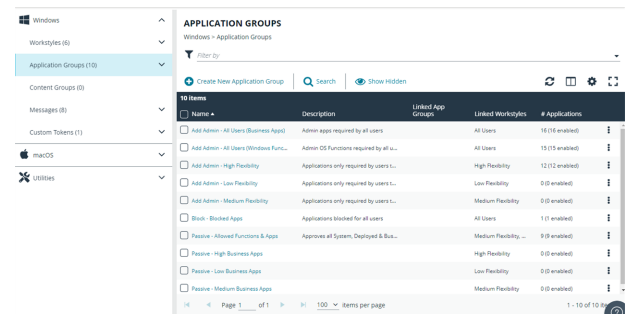 Windows
Workstyles (6)
Application Groups (10)
Content Groups (0)
Messages (8)
Custom Tokens (1)
macOS
Utilities
APPLICATION GROUPS
Windows > Application Groups
Filter by
Create New Application Group Search Show Hidden
10 items
Name Description Linked App Groups Linked Workstyles # Applications
Add Admin - All Users (Business Apps) Admin apps required by all users All Users 16 (16 enabled)
Add Admin - All Users (Windows Func... Admin OS Functions required by all u... All Users 15 (15 enabled)
Add Admin - High Flexibility Applications only required by users t... High Flexibility 12 (12 enabled)
Add Admin - Low Flexibility Applications only required by users t... Low Flexibility 0 (0 enabled)
Add Admin - Medium Flexibility Applications only required by users t... Medium Flexibility 0 (0 enabled)
Block - Blocked Apps Applications blocked for all users All Users 1 (1 enabled)
Passive - Allowed Functions & Apps Approves all System, Deployed & Bus... Medium Flexibility, ... 9 (9 enabled)
Passive - High Business Apps High Flexibility 0 (0 enabled)
Passive - Low Business Apps Low Flexibility 0 (0 enabled)
Passive - Medium Business Apps Medium Flexibility 0 (0 enabled)
Page 1 of 1 100 items per page 1 - 10 of 10